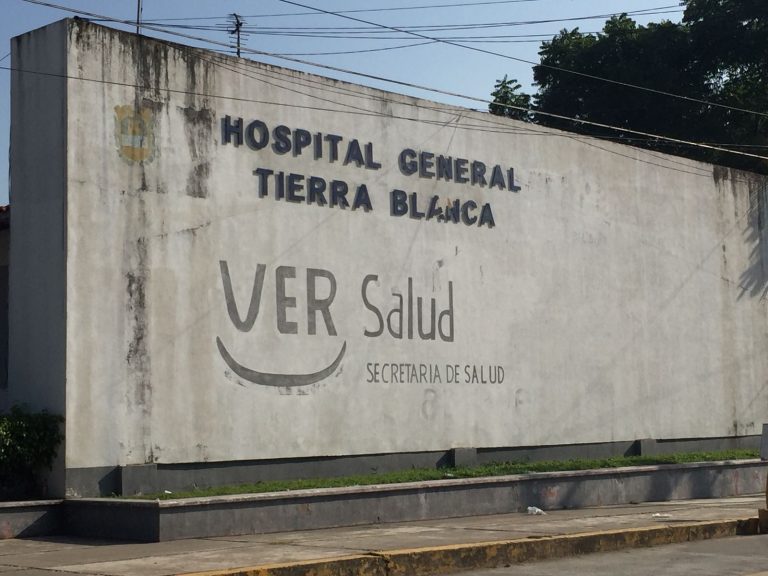 HOSPITAL GENERAL
TIERRA BLANCA
VER Salud
SECRETARIA DE SALUD